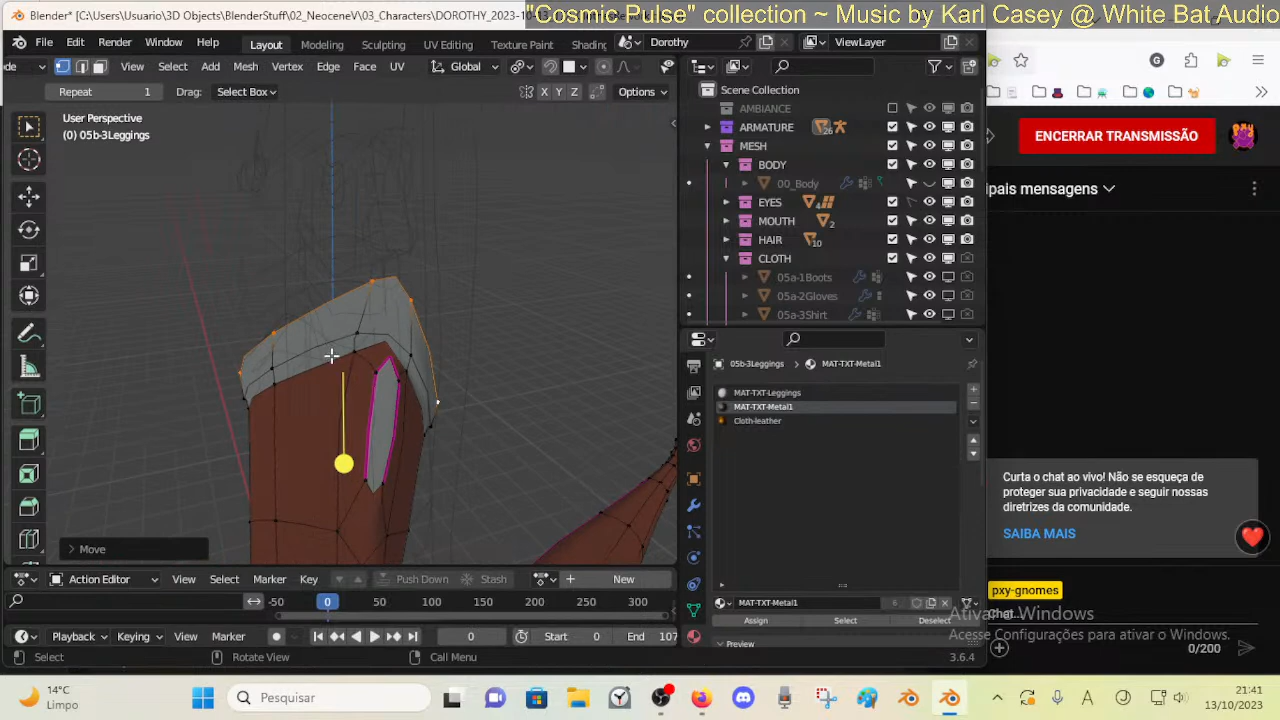 "Cosmic Pulse" collection ~ Music by Karl Casey @ White Bat Audio
Blender* [C:\Users\Usuario\3D Objects\BlenderStuff\02_NeoceneV\03_Characters\DOROTHY_2023-10-
File Edit Render Window Help
Layout Modeling Sculpting UV Editing Texture Paint Shading
Dorothy
ViewLayer
de View Select Add Mesh Vertex Edge Face UV
Global
Repeat 1 Drag: Select Box
X Y Z Options
User Perspective
(0) 05b-3Leggings
Move
Scene Collection
AMBIANCE
ARMATURE 26
MESH
BODY
00_Body
EYES 4
MOUTH 2
HAIR 10
CLOTH
05a-1Boots
05a-2Gloves
05a-3Shirt
05b-3Leggings MAT-TXT-Metal1
MAT-TXT-Leggings
MAT-TXT-Metal1
Cloth-leather
MAT-TXT-Metal1 6
Assign Select Deselect
Preview
Action Editor View Select Marker Key Push Down Stash New
-50 0 50 100 150 200 250 300
Playback Keying View Marker 0 Start 0 End 107
Select Rotate View Call Menu 3.6.4
G
ENCERRAR TRANSMISSÃO
ipais mensagens
Curta o chat ao vivo! Não se esqueça de
proteger sua privacidade e seguir nossas
diretrizes da comunidade.
SAIBA MAIS
pxy-gnomes
Chat...
0/200
Ativar o Windows
Acesse Configurações para ativar o Windows.
14°C
Limpo
Pesquisar
21:41
13/10/2023